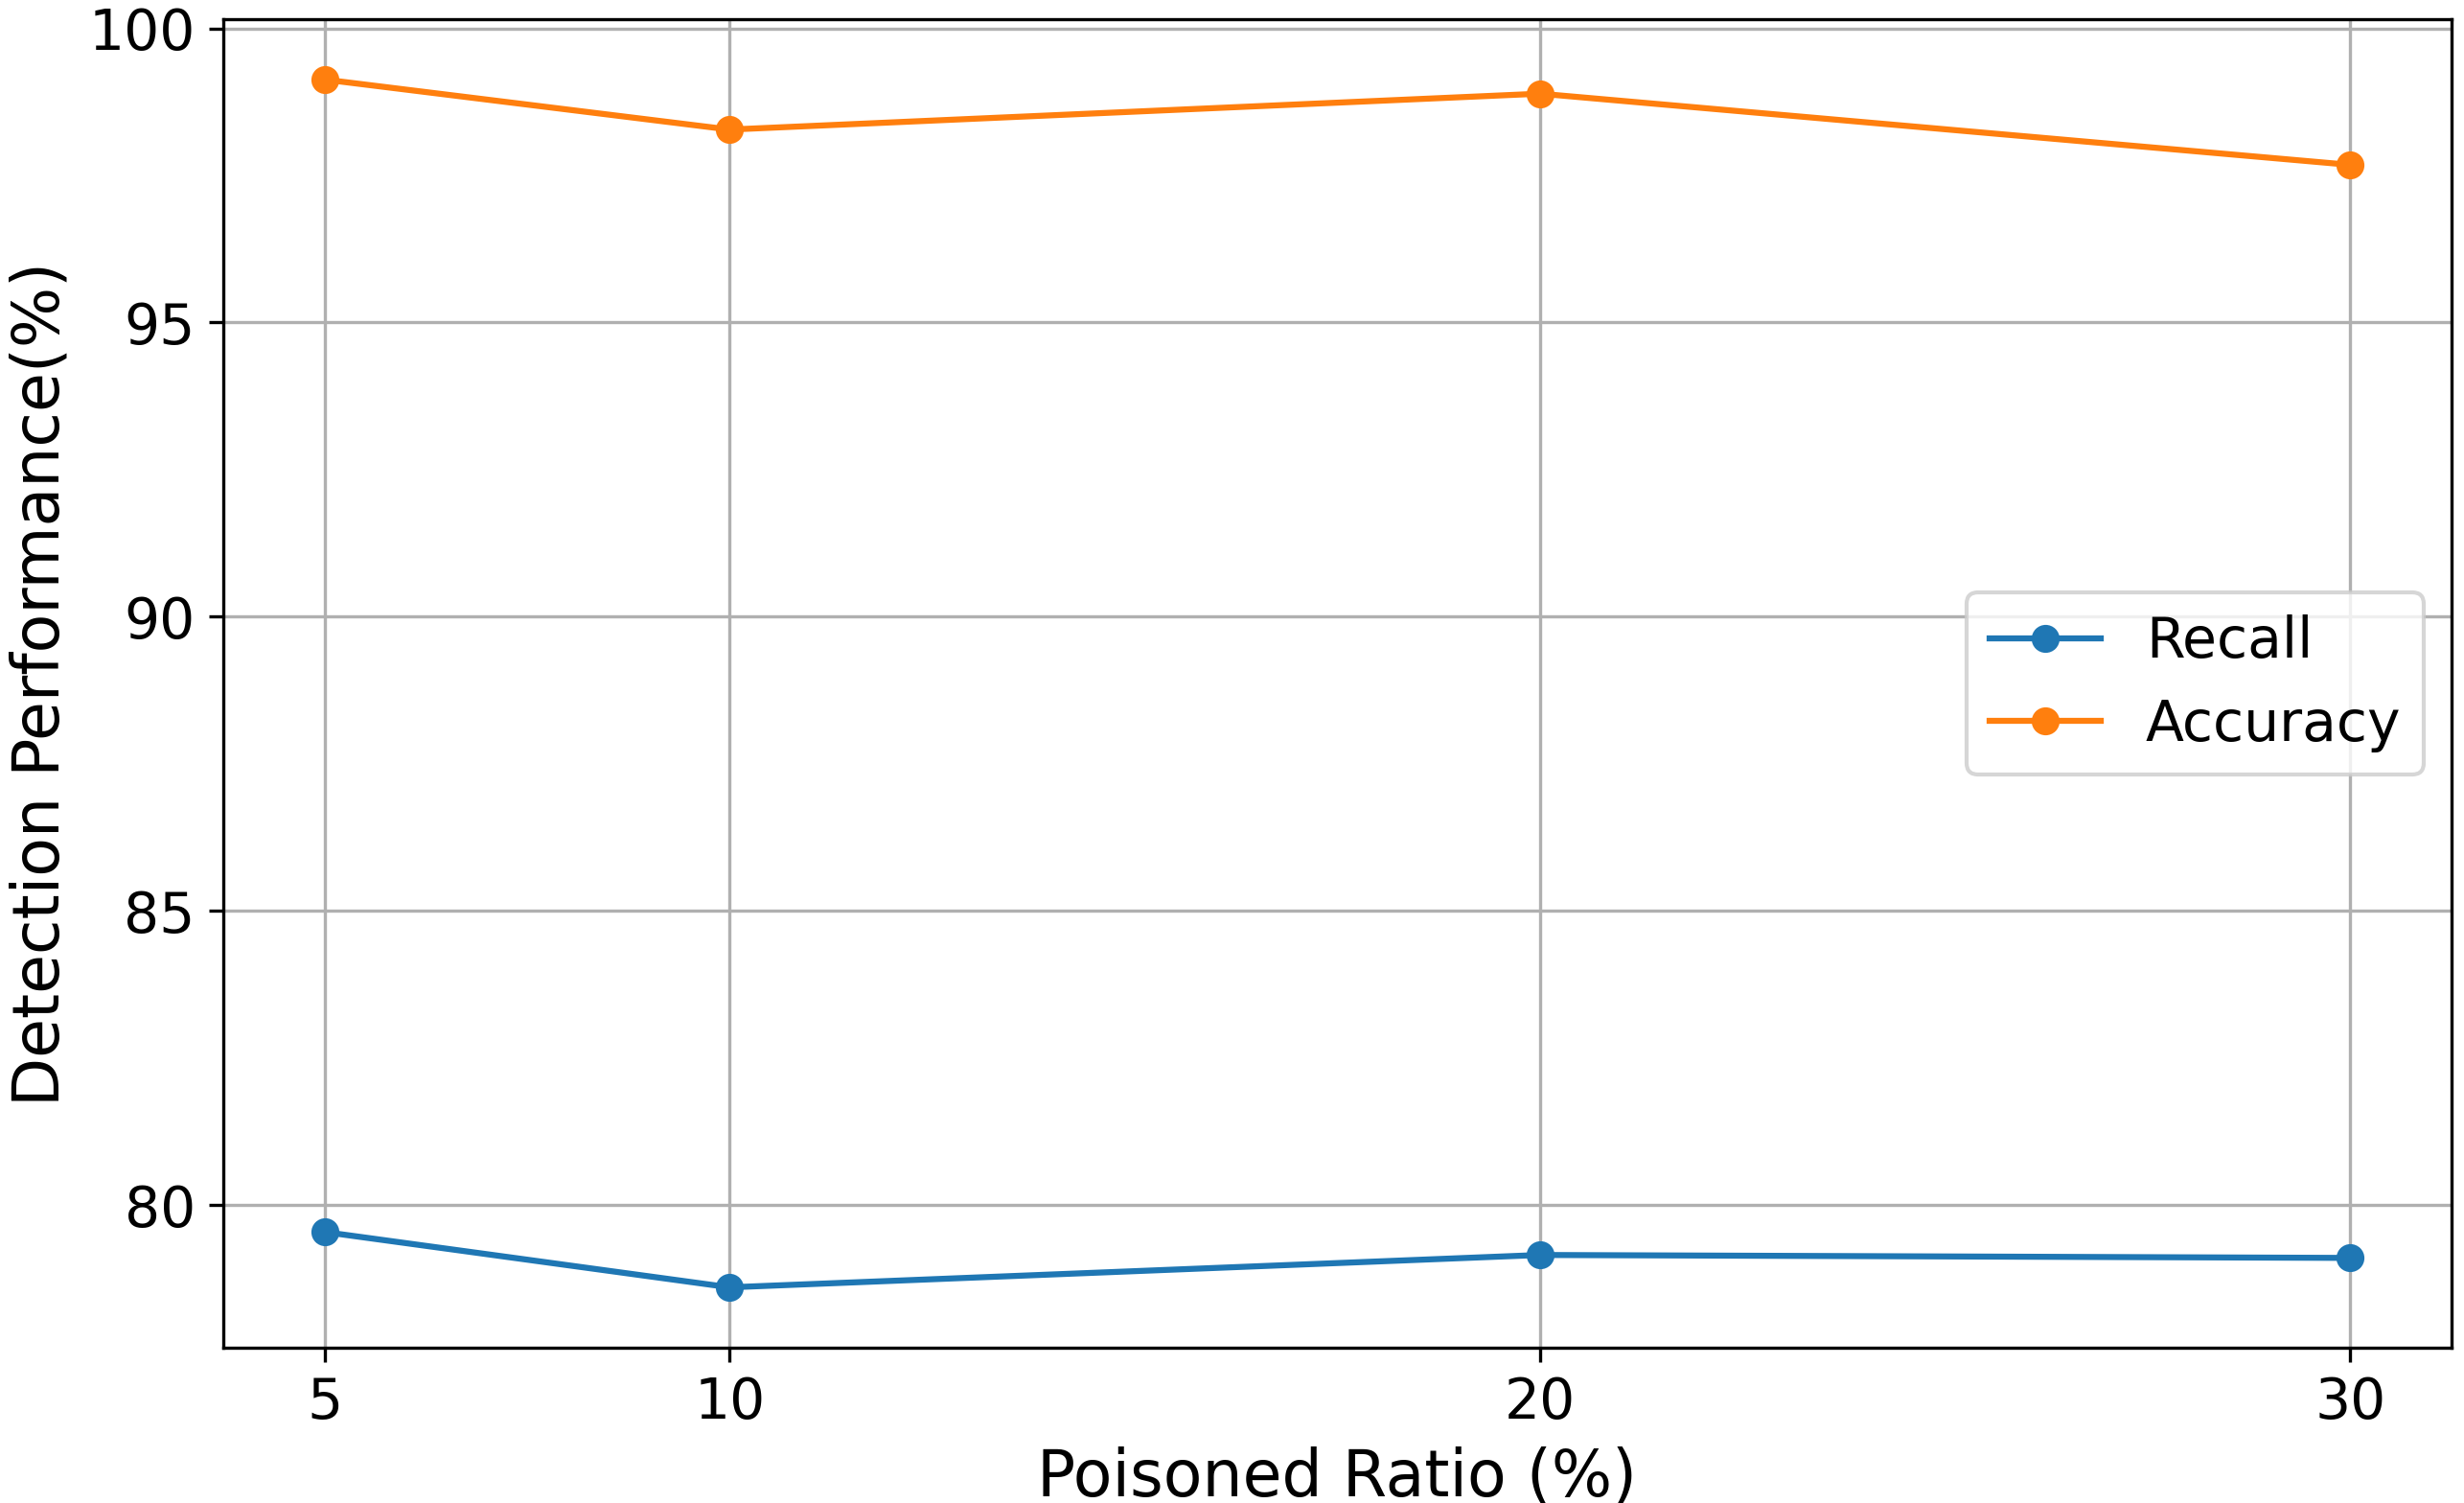 100
95
90
85
80
Detection Performance(%)
Recall
Accuracy
5 10 20 30
Poisoned Ratio (%)